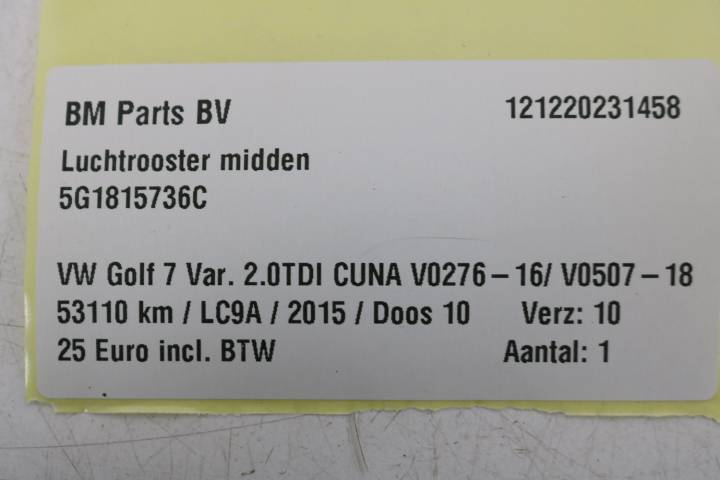 BM Parts BV 121220231458
Luchtrooster midden
5G1815736C
VW Golf 7 Var. 2.0TDI CUNA V0276-16/ V0507-18
53110 km / LC9A / 2015 / Doos 10 Verz: 10
25 Euro incl. BTW Aantal: 1